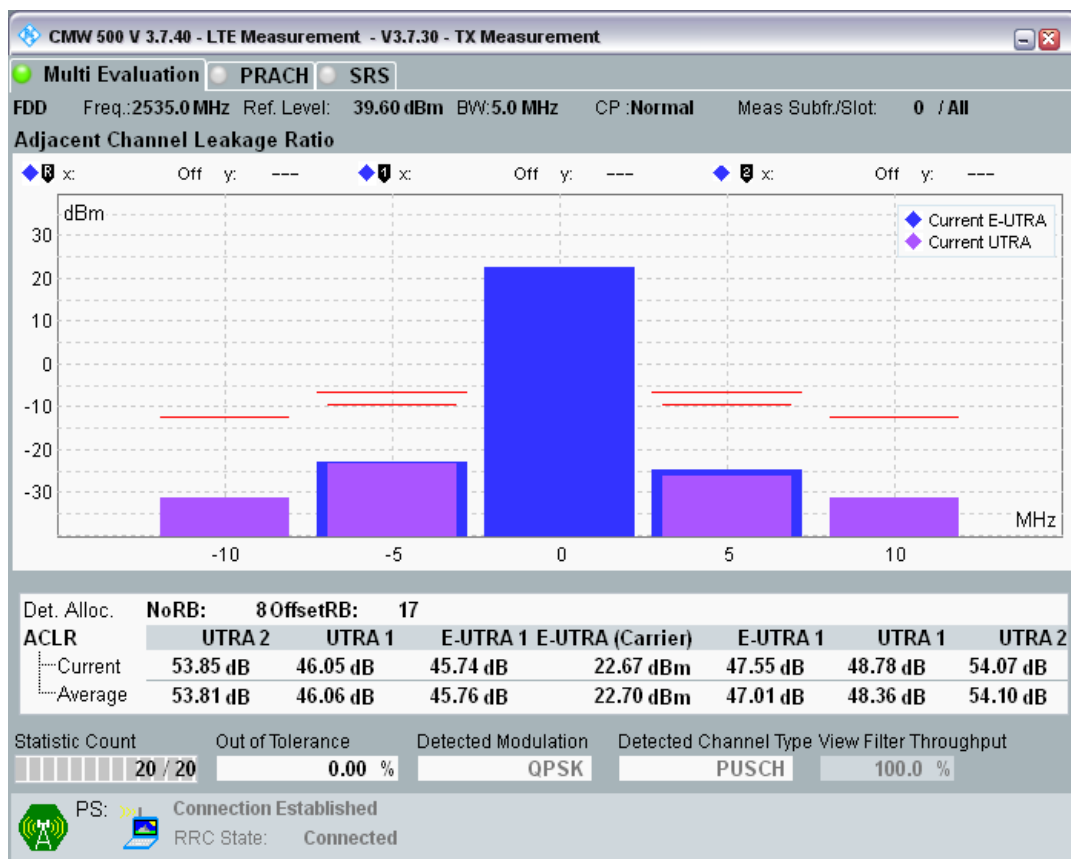 CMW 500 V 3.7.40 - LTE Measurement - V3.7.30 - TX Measurement
Multi Evaluation PRACH SRS
FDD Freq.:2535.0 MHz Ref. Level: 39.60 dBm BW:5.0 MHz CP :Normal Meas Subfr./Slot: 0 / All
Adjacent Channel Leakage Ratio
R x: Off y: --- 1 x: Off y: --- 2 x: Off y: ---
dBm
Current E-UTRA
Current UTRA
30
20
10
0
-10
-20
-30
MHz
-10 -5 0 5 10
Det. Alloc. NoRB: 8 OffsetRB: 17
ACLR UTRA 2 UTRA 1 E-UTRA 1 E-UTRA (Carrier) E-UTRA 1 UTRA 1 UTRA 2
Current 53.85 dB 46.05 dB 45.74 dB 22.67 dBm 47.55 dB 48.78 dB 54.07 dB
Average 53.81 dB 46.06 dB 45.76 dB 22.70 dBm 47.01 dB 48.36 dB 54.10 dB
Statistic Count Out of Tolerance Detected Modulation Detected Channel Type View Filter Throughput
20 / 20 0.00 % QPSK PUSCH 100.0 %
PS: Connection Established
RRC State: Connected